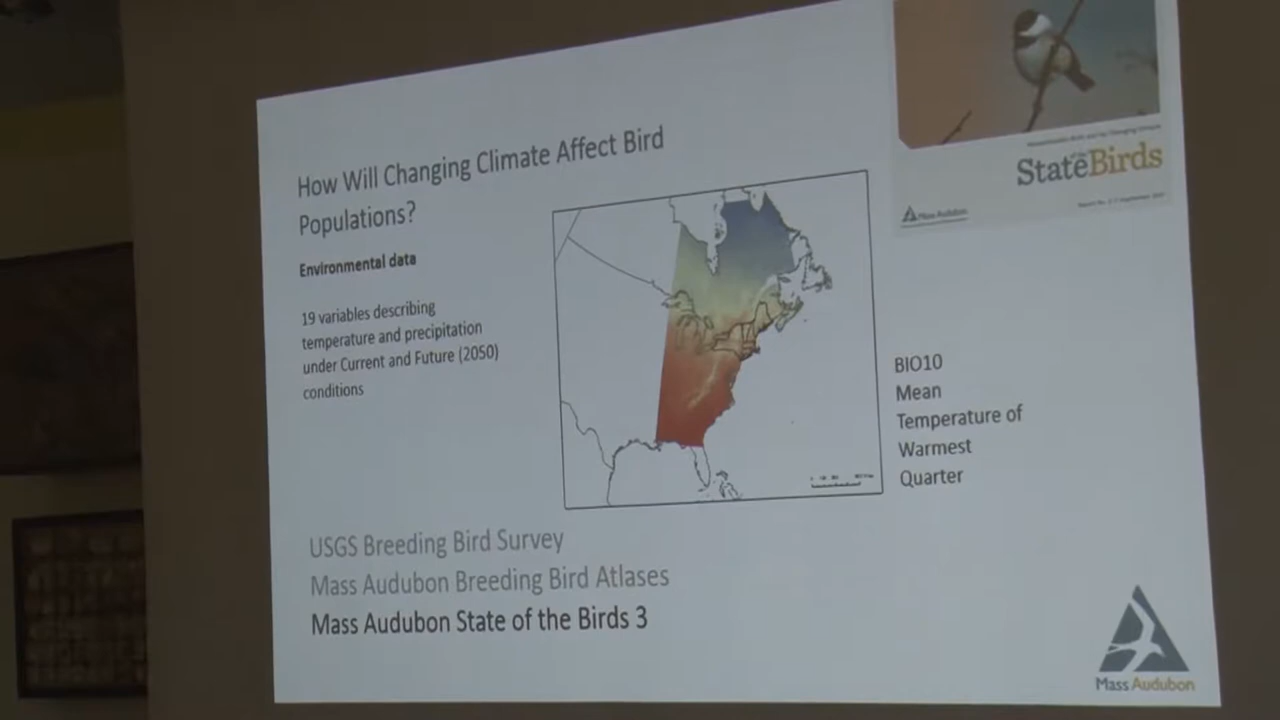 How Will Changing Climate Affect Bird
Populations?
Environmental data
19 variables describing
temperature and precipitation
under Current and Future (2050)
conditions
State
Birds
Mass Audubon
BIO10
Mean
Temperature of
Warmest
Quarter
USGS Breeding Bird Survey
Mass Audubon Breeding Bird Atlases
Mass Audubon State of the Birds 3
Mass Audubon